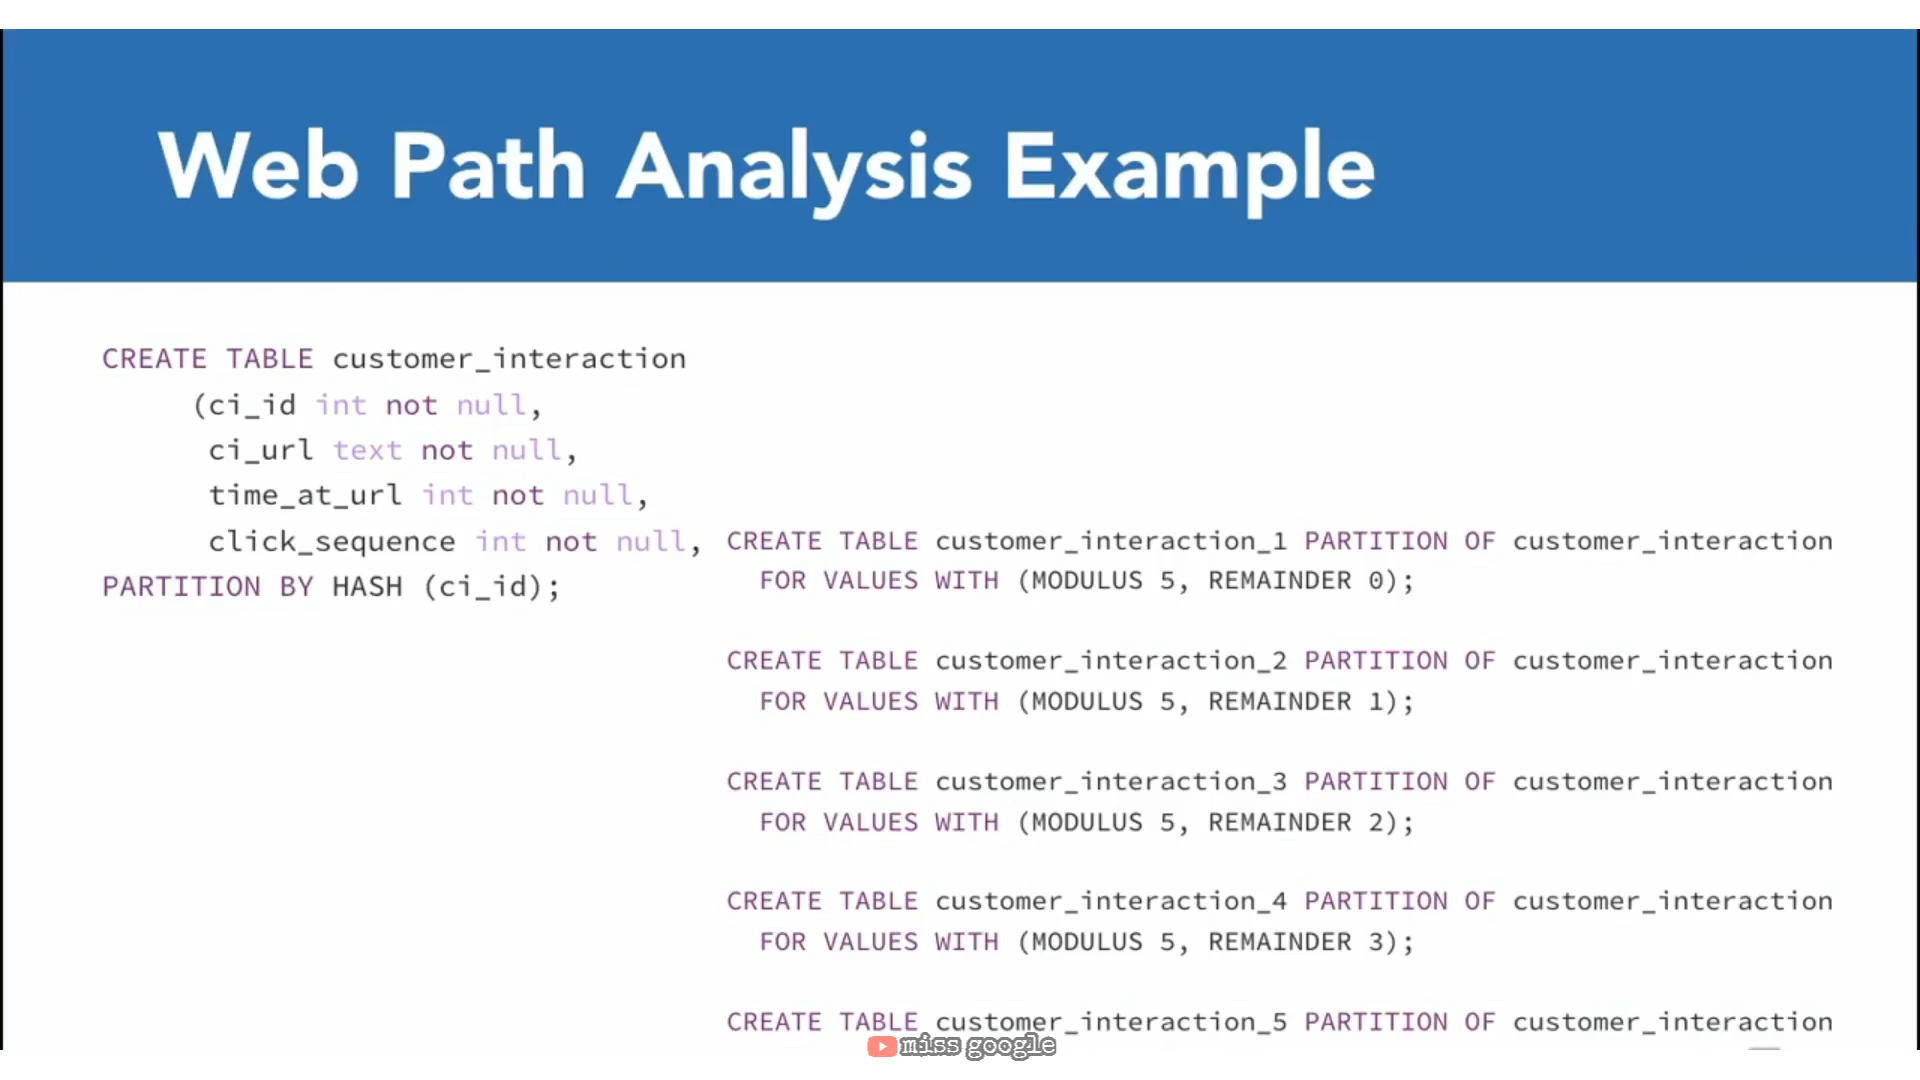 Web Path Analysis Example
CREATE TABLE customer_interaction
(ci_id int not null,
ci_url text not null,
time_at_url int not null,
click_sequence int not null,
PARTITION BY HASH (ci_id);
CREATE TABLE customer_interaction_1 PARTITION OF customer_interaction
FOR VALUES WITH (MODULUS 5, REMAINDER 0);
CREATE TABLE customer_interaction_2 PARTITION OF customer_interaction
FOR VALUES WITH (MODULUS 5, REMAINDER 1);
CREATE TABLE customer_interaction_3 PARTITION OF customer_interaction
FOR VALUES WITH (MODULUS 5, REMAINDER 2);
CREATE TABLE customer_interaction_4 PARTITION OF customer_interaction
FOR VALUES WITH (MODULUS 5, REMAINDER 3);
CREATE TABLE customer_interaction_5 PARTITION OF customer_interaction
miss google